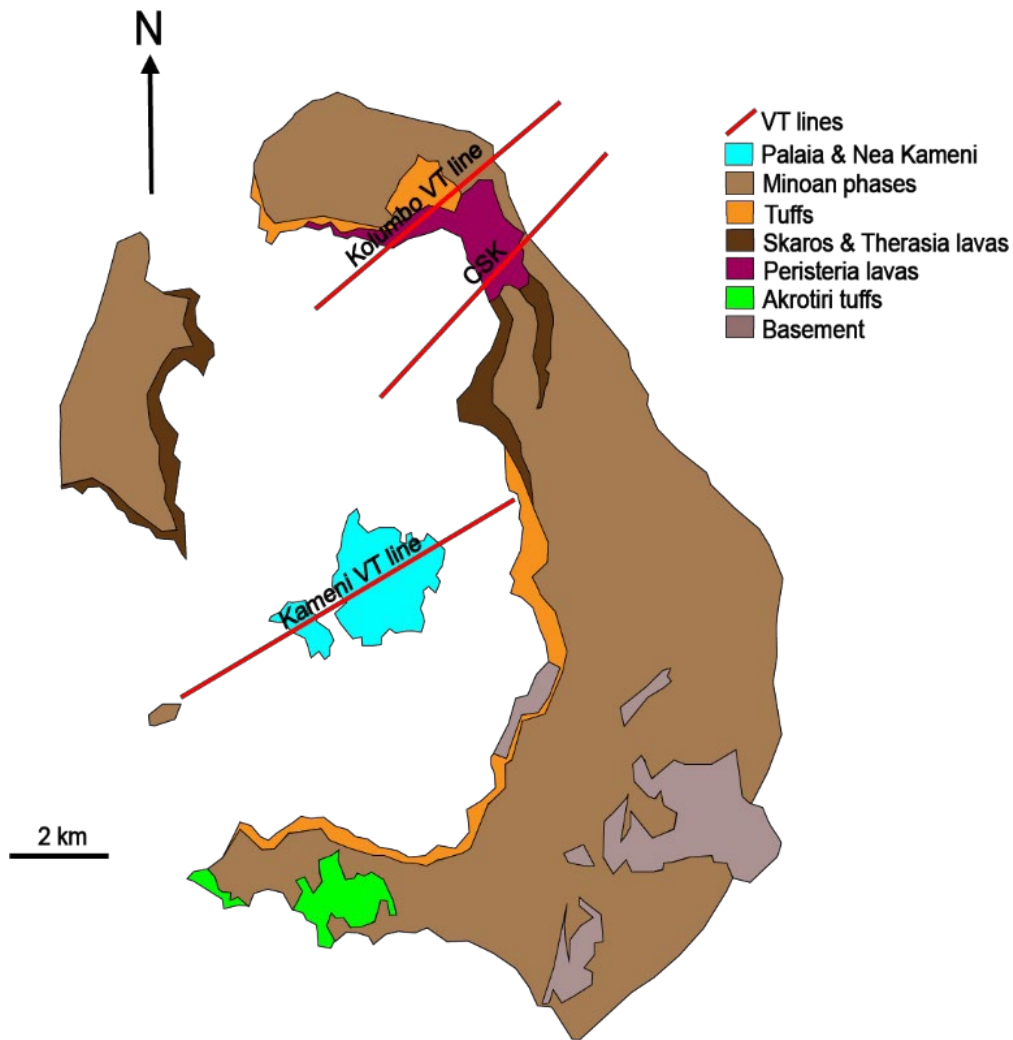 N
VT lines
Palaia & Nea Kameni
Minoan phases
Tuffs
Skaros & Therasia lavas
Peristeria lavas
Akrotiri tuffs
Basement
Kolumbo VT line
CSK
Kameni VT line
2 km